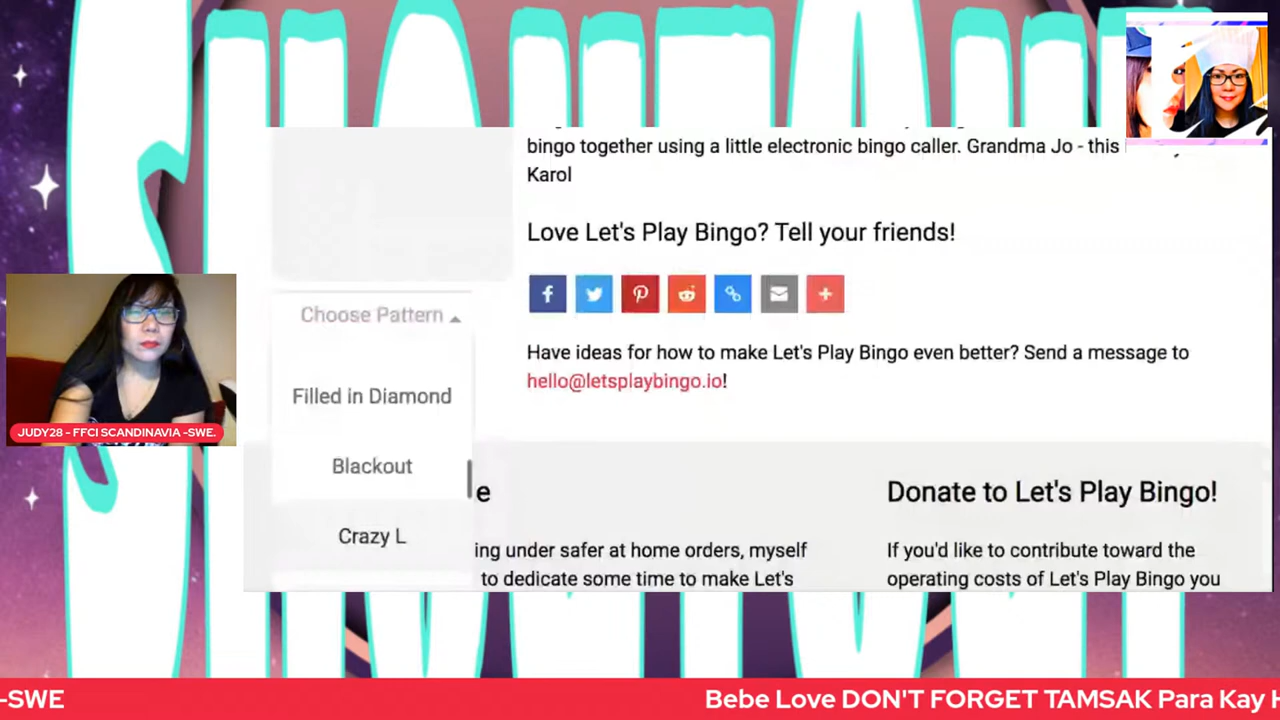 bingo together using a little electronic bingo caller. Grandma Jo - this
Karol
Love Let's Play Bingo? Tell your friends!
Choose Pattern
Have ideas for how to make Let's Play Bingo even better? Send a message to
hello@letsplaybingo.io!
Filled in Diamond
Blackout
Crazy L
JUDY28 - FFCI SCANDINAVIA -SWE.
e
Donate to Let's Play Bingo!
ing under safer at home orders, myself
to dedicate some time to make Let's
If you'd like to contribute toward the
operating costs of Let's Play Bingo you
-SWE
Bebe Love DON'T FORGET TAMSAK Para Kay H